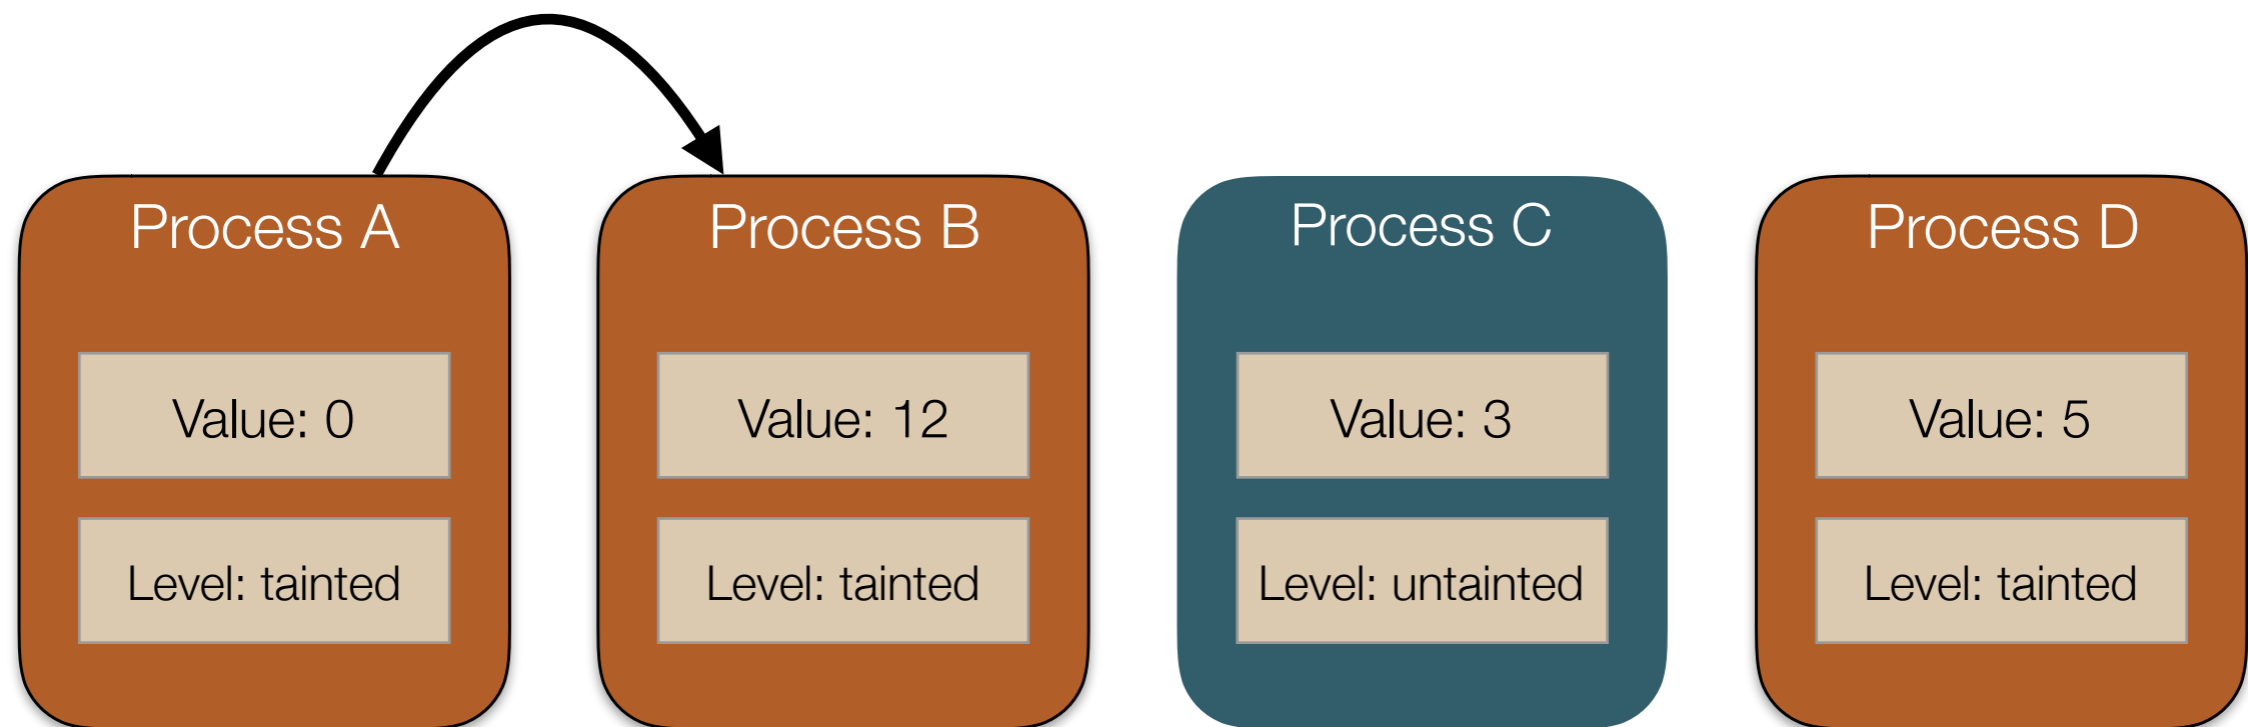 Process A
Value: 0
Level: tainted
Process B
Value: 12
Level: tainted
Process C
Value: 3
Level: untainted
Process D
Value: 5
Level: tainted